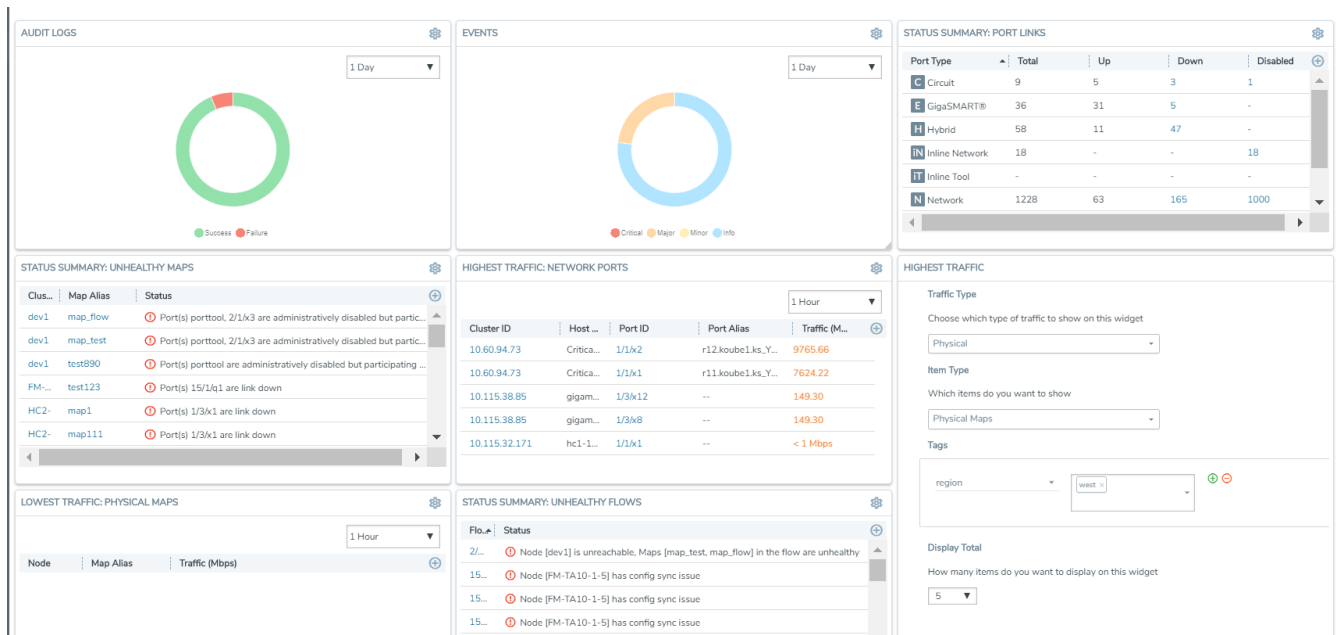 AUDIT LOGS
1 Day
Success Failure
EVENTS
1 Day
Critical Major Minor Info
STATUS SUMMARY: PORT LINKS
Port Type Total Up Down Disabled
C Circuit 9 5 3 1
E GigaSMART® 36 31 5 -
H Hybrid 58 11 47 -
iN Inline Network 18 - - 18
iT Inline Tool - - - -
N Network 1228 63 165 1000
STATUS SUMMARY: UNHEALTHY MAPS
Clus... Map Alias Status
dev1 map_flow Port(s) porttool, 2/1/x3 are administratively disabled but partic...
dev1 map_test Port(s) porttool, 2/1/x3 are administratively disabled but partic...
dev1 test890 Port(s) porttool are administratively disabled but participating ...
FM-... test123 Port(s) 15/1/q1 are link down
HC2- map1 Port(s) 1/3/x1 are link down
HC2- map111 Port(s) 1/3/x1 are link down
HIGHEST TRAFFIC: NETWORK PORTS
1 Hour
Cluster ID Host ... Port ID Port Alias Traffic (M...
10.60.94.73 Critica... 1/1/x2 r12.koube1.ks_Y... 9765.66
10.60.94.73 Critica... 1/1/x1 r11.koube1.ks_Y... 7624.22
10.115.38.85 gigam... 1/3/x12 -- 149.30
10.115.38.85 gigam... 1/3/x8 -- 149.30
10.115.32.171 hc1-1... 1/1/x1 -- < 1 Mbps
HIGHEST TRAFFIC
Traffic Type
Choose which type of traffic to show on this widget
Physical
Item Type
Which items do you want to show
Physical Maps
Tags
region west ×
Display Total
How many items do you want to display on this widget
5
LOWEST TRAFFIC: PHYSICAL MAPS
1 Hour
Node Map Alias Traffic (Mbps)
STATUS SUMMARY: UNHEALTHY FLOWS
Flo... Status
2/... Node [dev1] is unreachable, Maps [map_test, map_flow] in the flow are unhealthy
15... Node [FM-TA10-1-5] has config sync issue
15... Node [FM-TA10-1-5] has config sync issue
15... Node [FM-TA10-1-5] has config sync issue